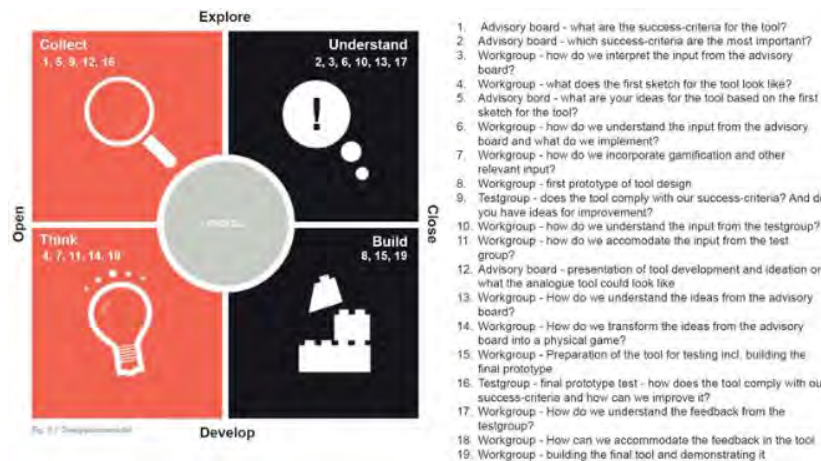 Explore
Collect
1, 5, 9, 12, 16
Understand
2, 3, 6, 10, 13, 17
Open
Close
Think
4, 7, 11, 14, 18
Build
8, 15, 19
Develop
1. Advisory board - what are the success-criteria for the tool?
2. Advisory board - which success-criteria are the most important?
3. Workgroup - how do we interpret the input from the advisory
board?
4. Workgroup - what does the first sketch for the tool look like?
5. Advisory bord - what are your ideas for the tool based on the first
sketch for the tool?
6. Workgroup - how do we understand the input from the advisory
board and what do we implement?
7. Workgroup - how do we incorporate gamification and other
relevant input?
8. Workgroup - first prototype of tool design
9. Testgroup - does the tool comply with our success-criteria? And do
you have ideas for improvement?
10. Workgroup - how do we understand the input from the testgroup?
11. Workgroup - how do we accomodate the input from the test
group?
12. Advisory board - presentation of tool development and ideation on
what the analogue tool could look like
13. Workgroup - How do we understand the ideas from the advisory
board?
14. Workgroup - How do we transform the ideas from the advisory
board into a physical game?
15. Workgroup - Preparation of the tool for testing incl. building the
final prototype
16. Testgroup - final prototype test - how does the tool comply with our
success-criteria and how can we improve it?
17. Workgroup - How do we understand the feedback from the
testgroup?
18. Workgroup - How can we accommodate the feedback in the tool
19. Workgroup - building the final tool and demonstrating it